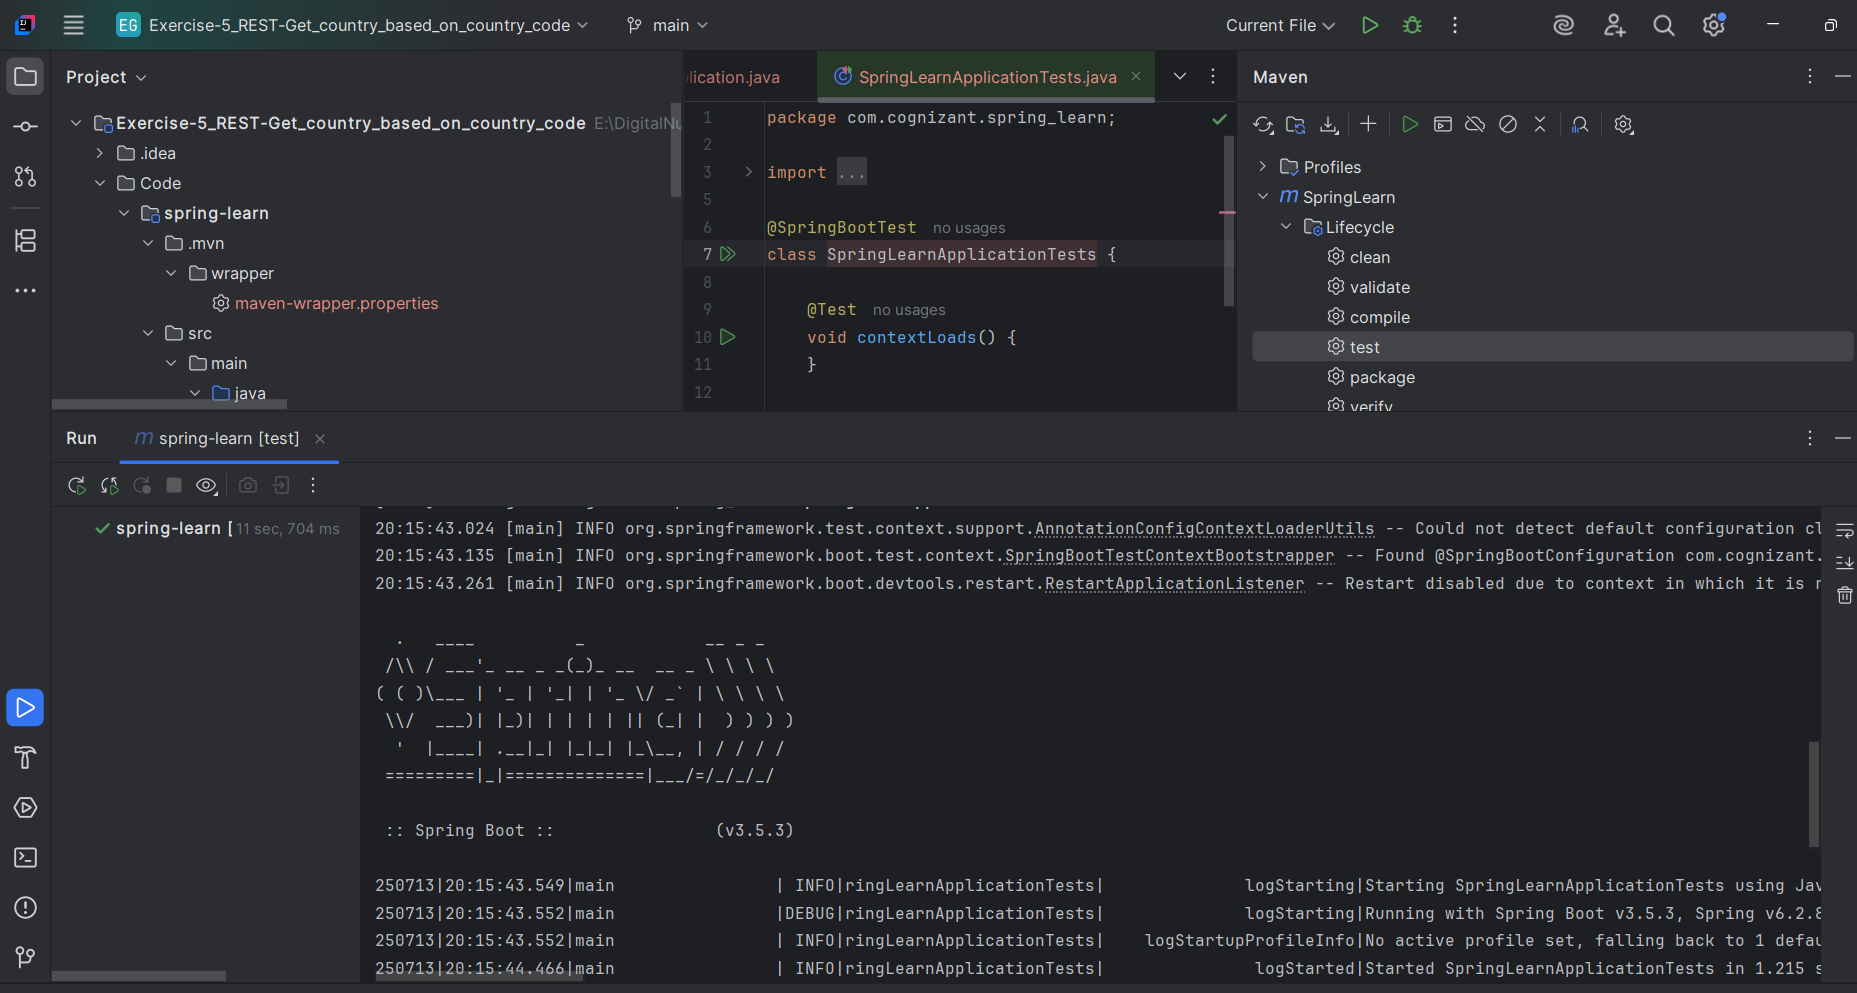 EG Exercise-5_REST-Get_country_based_on_country_code main Current File
Project
Exercise-5_REST-Get_country_based_on_country_code E:\DigitalNu
.idea
Code
spring-learn
.mvn
wrapper
maven-wrapper.properties
src
main
java
lication.java SpringLearnApplicationTests.java
1 package com.cognizant.spring_learn;
2
3 import ...
5
6 @SpringBootTest no usages
7 class SpringLearnApplicationTests {
8
9 @Test no usages
10 void contextLoads() {
11 }
12
Maven
Profiles
m SpringLearn
Lifecycle
clean
validate
compile
test
package
verify
Run m spring-learn [test]
spring-learn [ 11 sec, 704 ms
20:15:43.024 [main] INFO org.springframework.test.context.support.AnnotationConfigContextLoaderUtils -- Could not detect default configuration cl
20:15:43.135 [main] INFO org.springframework.boot.test.context.SpringBootTestContextBootstrapper -- Found @SpringBootConfiguration com.cognizant.
20:15:43.261 [main] INFO org.springframework.boot.devtools.restart.RestartApplicationListener -- Restart disabled due to context in which it is r
  .   ____          _            __ _ _
 /\\ / ___'_ __ _ _(_)_ __  __ _ \ \ \ \
( ( )\___ | '_ | '_| | '_ \/ _` | \ \ \ \
 \\/  ___)| |_)| | | | | || (_| |  ) ) ) )
  '  |____| .__|_| |_|_| |_\__, | / / / /
 =========|_|==============|___/=/_/_/_/
:: Spring Boot :: (v3.5.3)
250713|20:15:43.549|main | INFO|ringLearnApplicationTests| logStarting|Starting SpringLearnApplicationTests using Jav
250713|20:15:43.552|main |DEBUG|ringLearnApplicationTests| logStarting|Running with Spring Boot v3.5.3, Spring v6.2.8
250713|20:15:43.552|main | INFO|ringLearnApplicationTests| logStartupProfileInfo|No active profile set, falling back to 1 defau
250713|20:15:44.466|main | INFO|ringLearnApplicationTests| logStarted|Started SpringLearnApplicationTests in 1.215 s